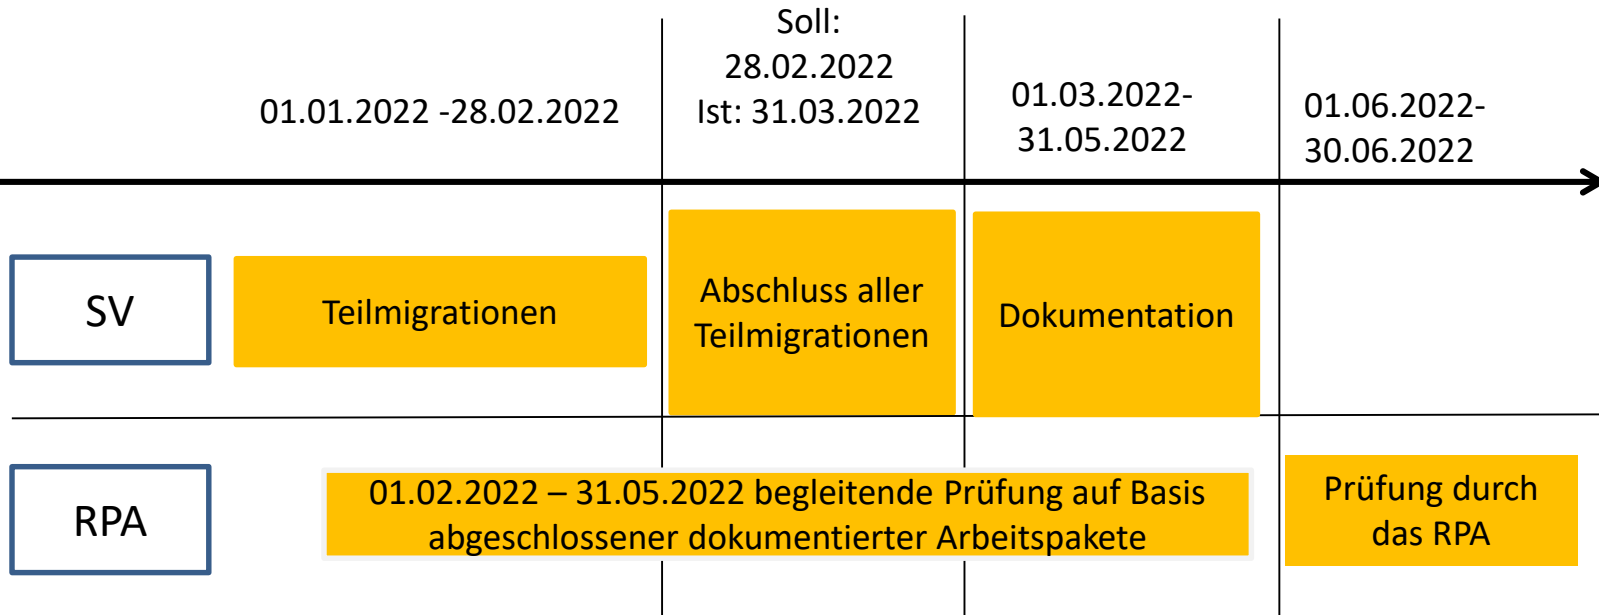 01.01.2022 -28.02.2022
Soll:
28.02.2022
Ist: 31.03.2022
01.03.2022-
31.05.2022
01.06.2022-
30.06.2022
SV
Teilmigrationen
Abschluss aller
Teilmigrationen
Dokumentation
RPA
01.02.2022 – 31.05.2022 begleitende Prüfung auf Basis
abgeschlossener dokumentierter Arbeitspakete
Prüfung durch
das RPA